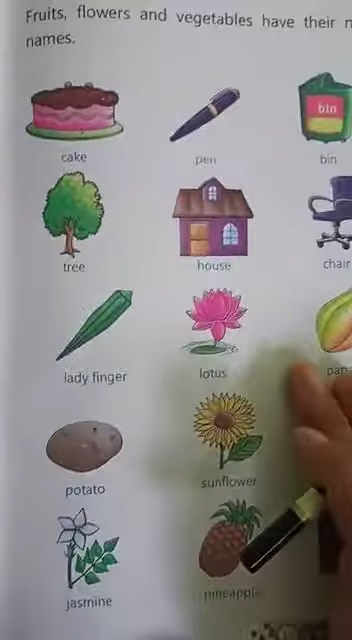 Fruits, flowers and vegetables have their
names.
bin
cake pen bin
tree house chair
lady finger lotus
potato sunflower
jasmine pineapple